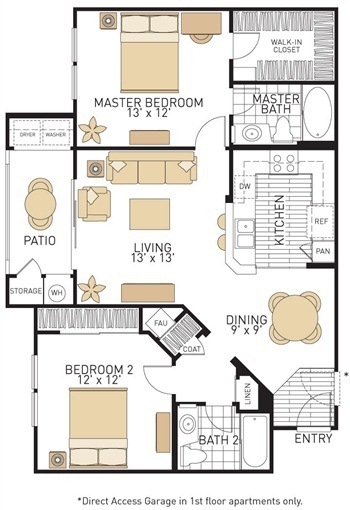 WALK-IN
CLOSET
MASTER BEDROOM
13' x 12'
MASTER
BATH
DRYER
WASHER
DW
KITCHEN
REF
PAN
PATIO
LIVING
13' x 13'
STORAGE
WH
FAU
COAT
DINING
9' x 9'
BEDROOM 2
12' x 12'
LINEN
*
BATH 2
ENTRY
*Direct Access Garage in 1st floor apartments only.